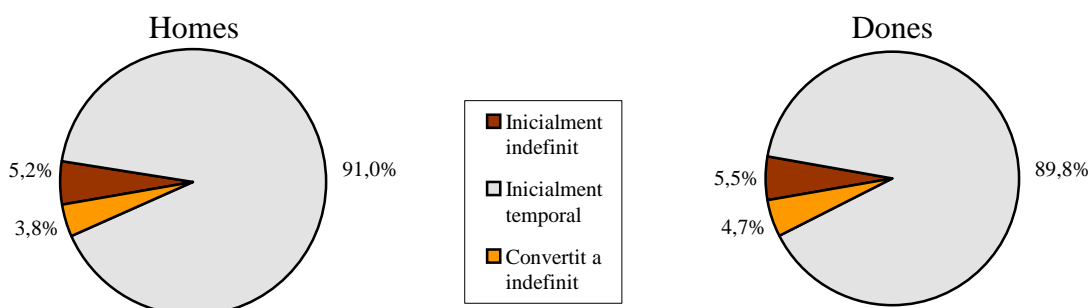 Homes
Dones
5,2%
91,0%
3,8%
Inicialment
indefinit
Inicialment
temporal
Convertit a
indefinit
5,5%
89,8%
4,7%